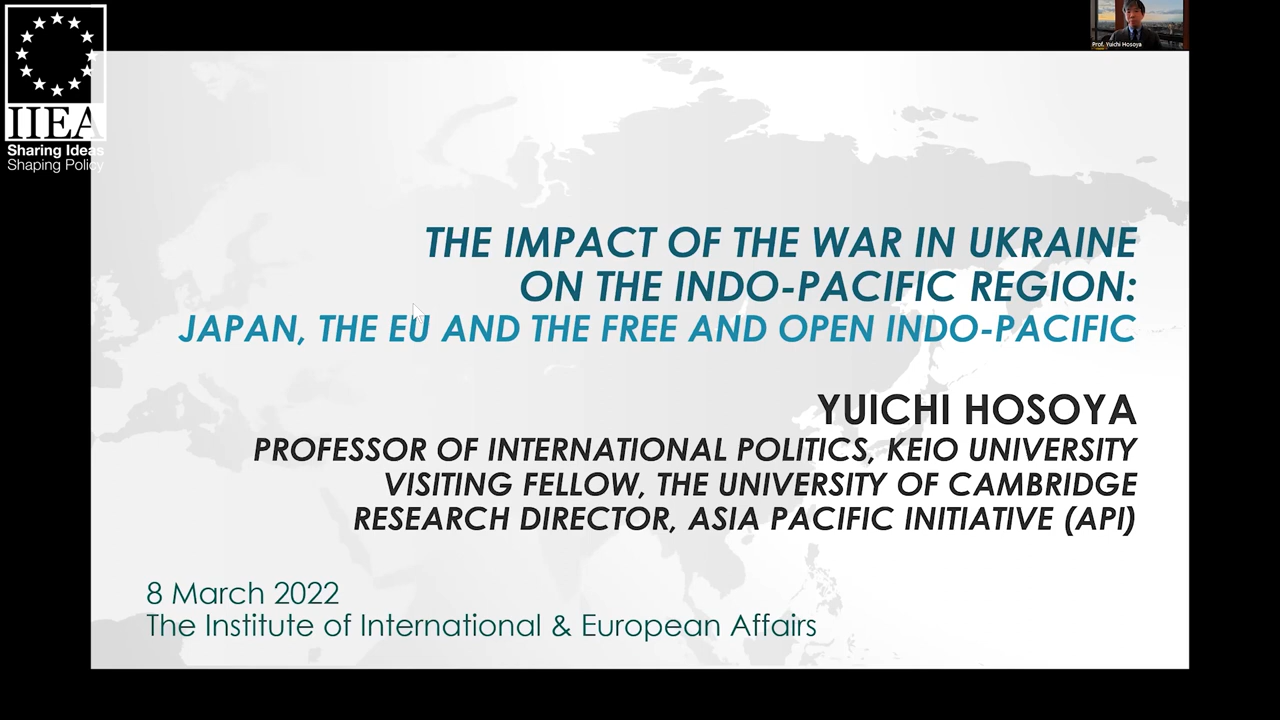 IIEA
Sharing Ideas
Shaping Policy
Prof. Yuichi Hosoya
THE IMPACT OF THE WAR IN UKRAINE
ON THE INDO-PACIFIC REGION:
JAPAN, THE EU AND THE FREE AND OPEN INDO-PACIFIC
YUICHI HOSOYA
PROFESSOR OF INTERNATIONAL POLITICS, KEIO UNIVERSITY
VISITING FELLOW, THE UNIVERSITY OF CAMBRIDGE
RESEARCH DIRECTOR, ASIA PACIFIC INITIATIVE (API)
8 March 2022
The Institute of International & European Affairs